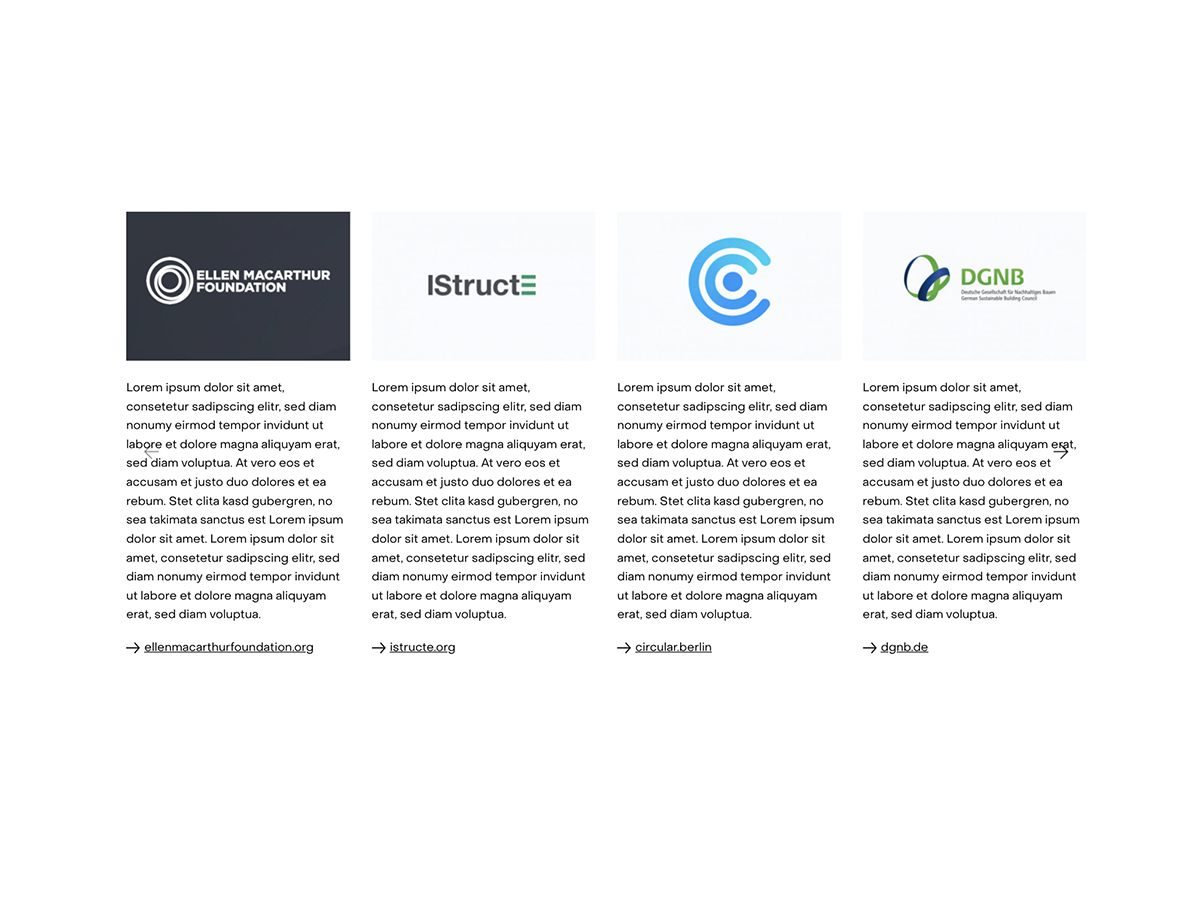 ELLEN MACARTHUR
FOUNDATION
Lorem ipsum dolor sit amet,
consetetur sadipscing elitr, sed diam
nonumy eirmod tempor invidunt ut
labore et dolore magna aliquyam erat,
sed diam voluptua. At vero eos et
accusam et justo duo dolores et ea
rebum. Stet clita kasd gubergren, no
sea takimata sanctus est Lorem ipsum
dolor sit amet. Lorem ipsum dolor sit
amet, consetetur sadipscing elitr, sed
diam nonumy eirmod tempor invidunt
ut labore et dolore magna aliquyam
erat, sed diam voluptua.
ellenmacarthurfoundation.org
IStructE
Lorem ipsum dolor sit amet,
consetetur sadipscing elitr, sed diam
nonumy eirmod tempor invidunt ut
labore et dolore magna aliquyam erat,
sed diam voluptua. At vero eos et
accusam et justo duo dolores et ea
rebum. Stet clita kasd gubergren, no
sea takimata sanctus est Lorem ipsum
dolor sit amet. Lorem ipsum dolor sit
amet, consetetur sadipscing elitr, sed
diam nonumy eirmod tempor invidunt
ut labore et dolore magna aliquyam
erat, sed diam voluptua.
istructe.org
Lorem ipsum dolor sit amet,
consetetur sadipscing elitr, sed diam
nonumy eirmod tempor invidunt ut
labore et dolore magna aliquyam erat,
sed diam voluptua. At vero eos et
accusam et justo duo dolores et ea
rebum. Stet clita kasd gubergren, no
sea takimata sanctus est Lorem ipsum
dolor sit amet. Lorem ipsum dolor sit
amet, consetetur sadipscing elitr, sed
diam nonumy eirmod tempor invidunt
ut labore et dolore magna aliquyam
erat, sed diam voluptua.
circular.berlin
DGNB
Deutsche Gesellschaft für Nachhaltiges Bauen
German Sustainable Building Council
Lorem ipsum dolor sit amet,
consetetur sadipscing elitr, sed diam
nonumy eirmod tempor invidunt ut
labore et dolore magna aliquyam erat,
sed diam voluptua. At vero eos et
accusam et justo duo dolores et ea
rebum. Stet clita kasd gubergren, no
sea takimata sanctus est Lorem ipsum
dolor sit amet. Lorem ipsum dolor sit
amet, consetetur sadipscing elitr, sed
diam nonumy eirmod tempor invidunt
ut labore et dolore magna aliquyam
erat, sed diam voluptua.
dgnb.de